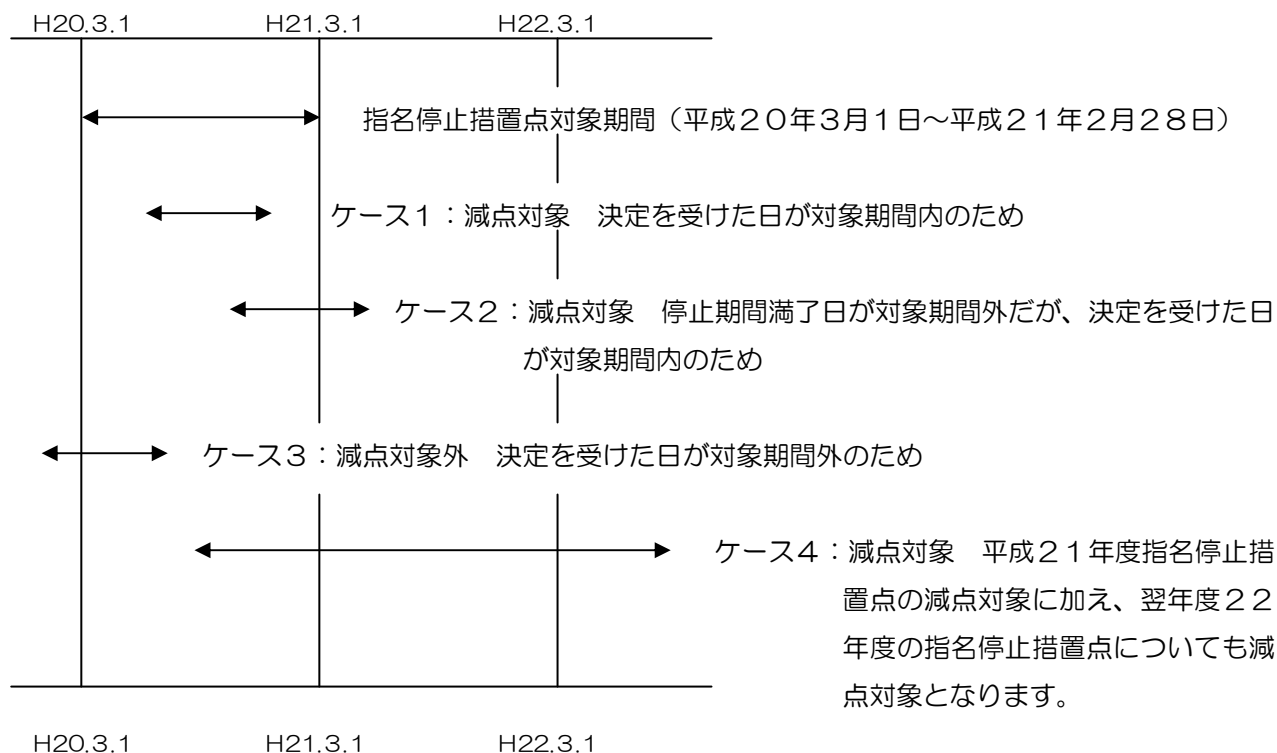 H20.3.1 H21.3.1 H22.3.1
指名停止措置点対象期間（平成２０年３月１日～平成２１年２月２８日）
ケース１：減点対象　決定を受けた日が対象期間内のため
ケース２：減点対象　停止期間満了日が対象期間外だが、決定を受けた日
が対象期間内のため
ケース３：減点対象外　決定を受けた日が対象期間外のため
ケース４：減点対象　平成２１年度指名停止措
置点の減点対象に加え、翌年度２２
年度の指名停止措置点についても減
点対象となります。
H20.3.1 H21.3.1 H22.3.1